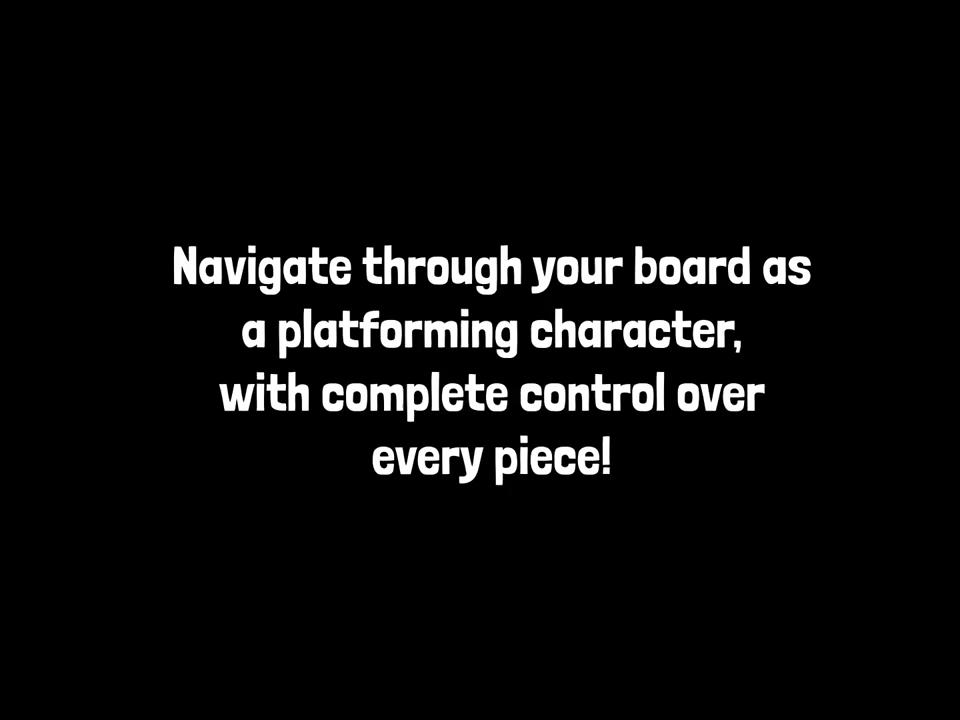 Navigate through your board as
a platforming character,
with complete control over
every piece!